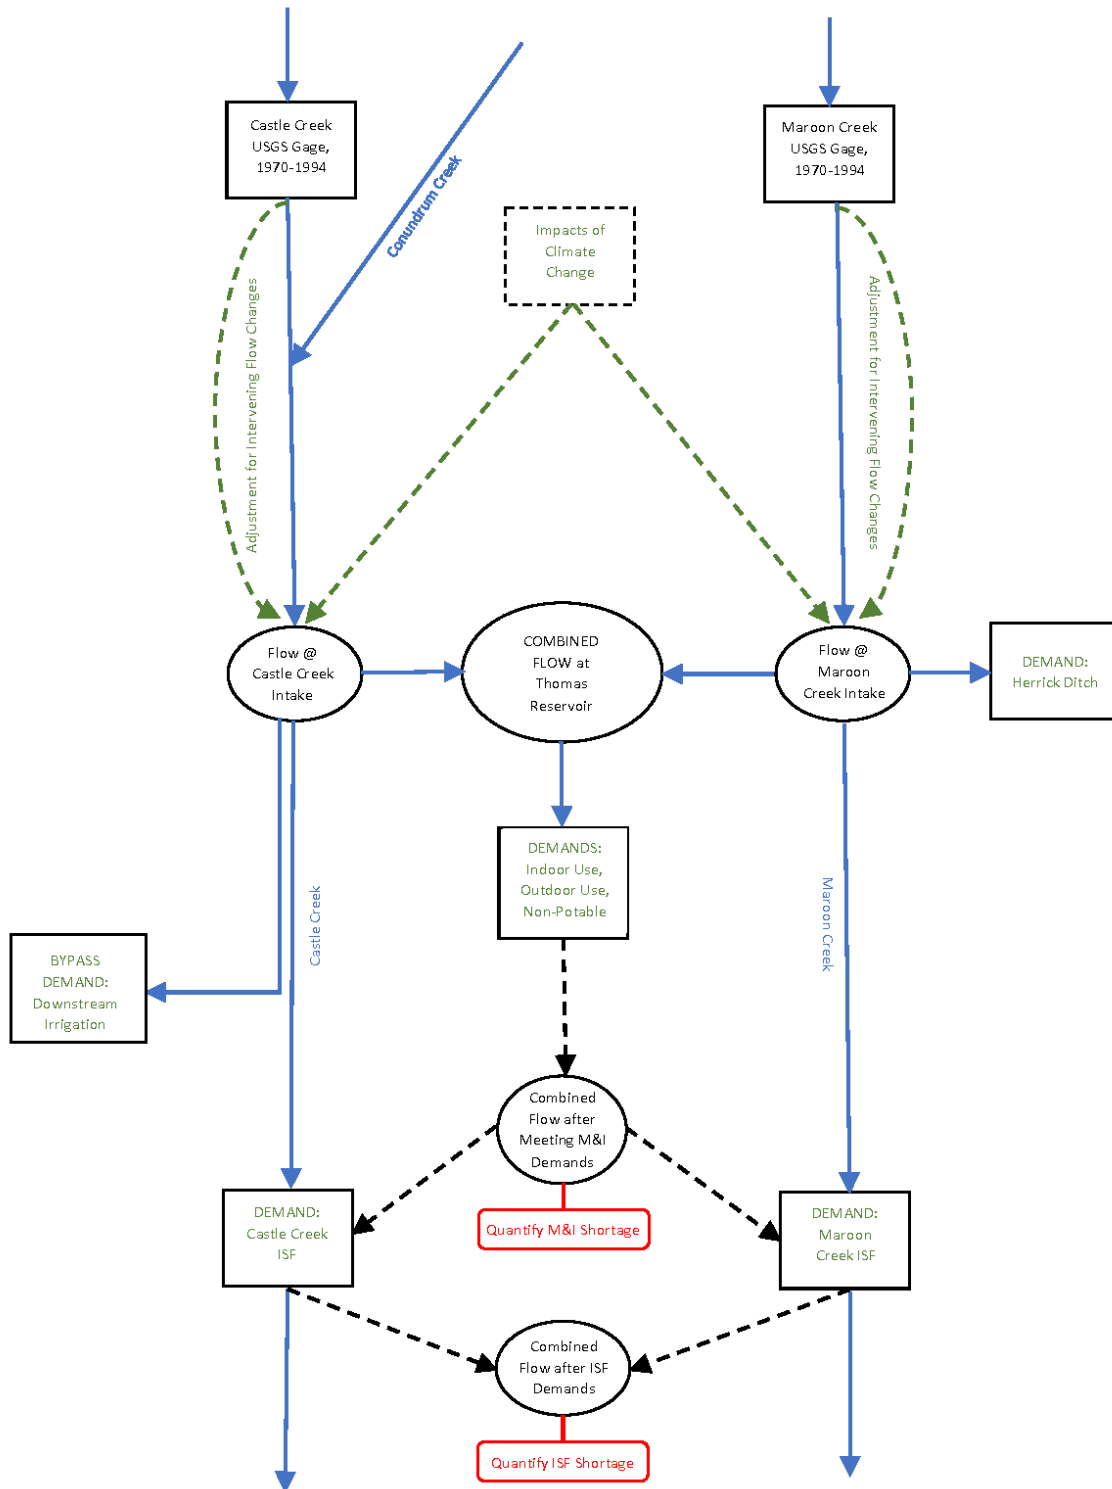 Castle Creek
USGS Gage,
1970-1994
Maroon Creek
USGS Gage,
1970-1994
Conundrum Creek
Impacts of
Climate
Change
Adjustment for Intervening Flow Changes
Adjustment for Intervening Flow Changes
Flow @
Castle Creek
Intake
COMBINED
FLOW at
Thomas
Reservoir
Flow @
Maroon
Creek Intake
DEMAND:
Herrick Ditch
DEMANDS:
Indoor Use,
Outdoor Use,
Non-Potable
Castle Creek
Maroon Creek
BYPASS
DEMAND:
Downstream
Irrigation
Combined
Flow after
Meeting M&I
Demands
Quantify M&I Shortage
DEMAND:
Castle Creek
ISF
DEMAND:
Maroon
Creek ISF
Combined
Flow after ISF
Demands
Quantify ISF Shortage